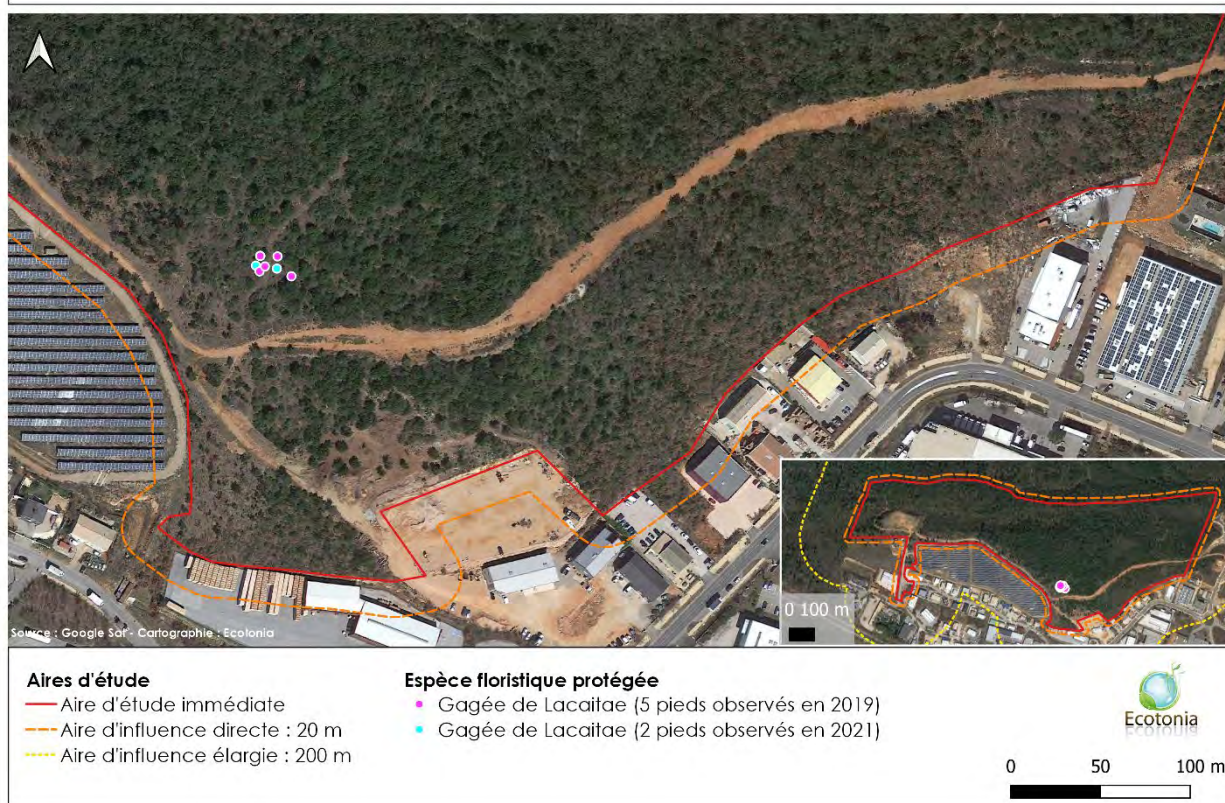 0 100 m
Source : Google Sat - Cartographie : Ecotonia
Aires d'étude
Aire d'étude immédiate
Aire d'influence directe : 20 m
Aire d'influence élargie : 200 m
Espèce floristique protégée
Gagée de Lacaitae (5 pieds observés en 2019)
Gagée de Lacaitae (2 pieds observés en 2021)
Ecotonia
0 50 100 m